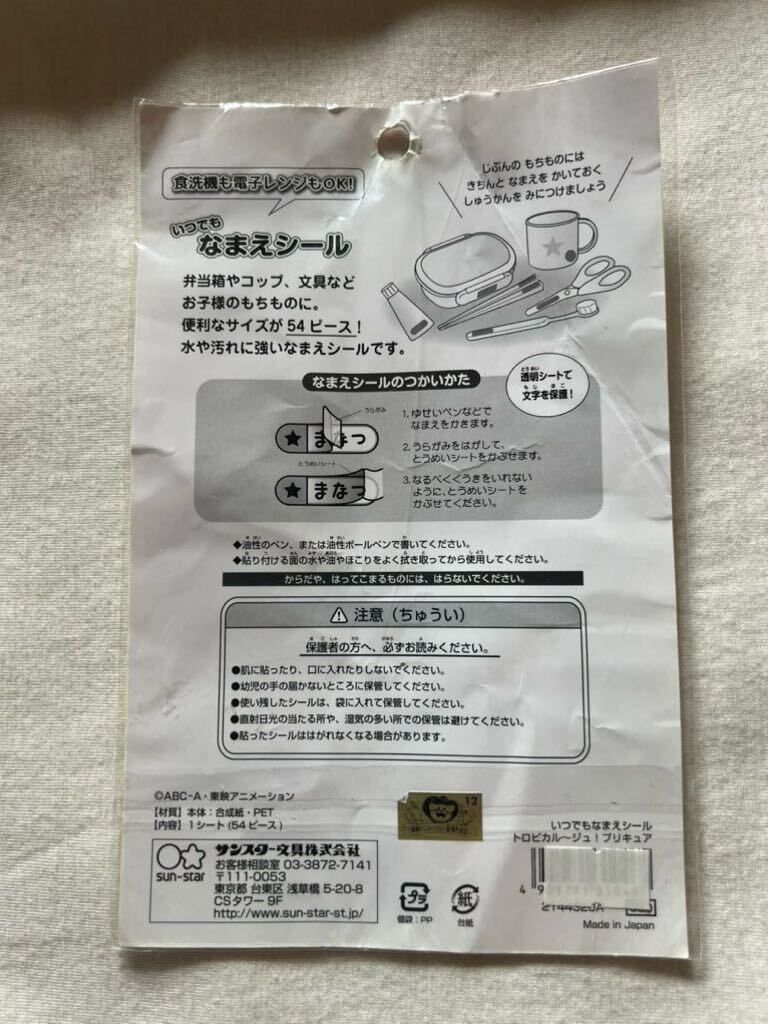 食洗機も電子レンジもOK!
じぶんの もちものには
きちんと なまえを かいておく
しゅうかんを みにつけましょう
いつでも
なまえシール
弁当箱やコップ、文具など
お子様のもちものに。
便利なサイズが 54 ピース!
水や汚れに強いなまえシールです。
なまえシールのつかいかた
透明シートで
文字を保護!
うらがみ
まなつ
とうめいシート
まなつ
1. ゆせいペンなどで
なまえをかきます。
2. うらがみをはがして、
とうめいシートをかぶせます。
3. なるべくくうきをいれない
ように、とうめいシートを
かぶせてください。
◆油性のペン、または油性ボールペンで書いてください。
◆貼り付ける面の水や油やほこりをよく拭き取ってから使用してください。
からだや、はってこまるものには、はらないでください。
注意(ちゅうい)
保護者の方へ、必ずお読みください。
●肌に貼ったり、口に入れたりしないでください。
●幼児の手の届かないところに保管してください。
●使い残したシールは、袋に入れて保管してください。
●直射日光の当たる所や、湿気の多い所での保管は避けてください。
●貼ったシールははがれなくなる場合があります。
©ABC-A・東映アニメーション
【材質】本体:合成紙・PET
【内容】1シート(54ピース)
sun-star
サンスター文具株式会社
お客様相談室 03-3872-7141
〒111-0053
東京都 台東区 浅草橋 5-20-8
CSタワー 9F
http://www.sun-star-st.jp/
12
プラ
個袋:PP
紙
台紙
いつでもなまえシール
トロピカル〜ジュ!プリキュア
4
Made in Japan